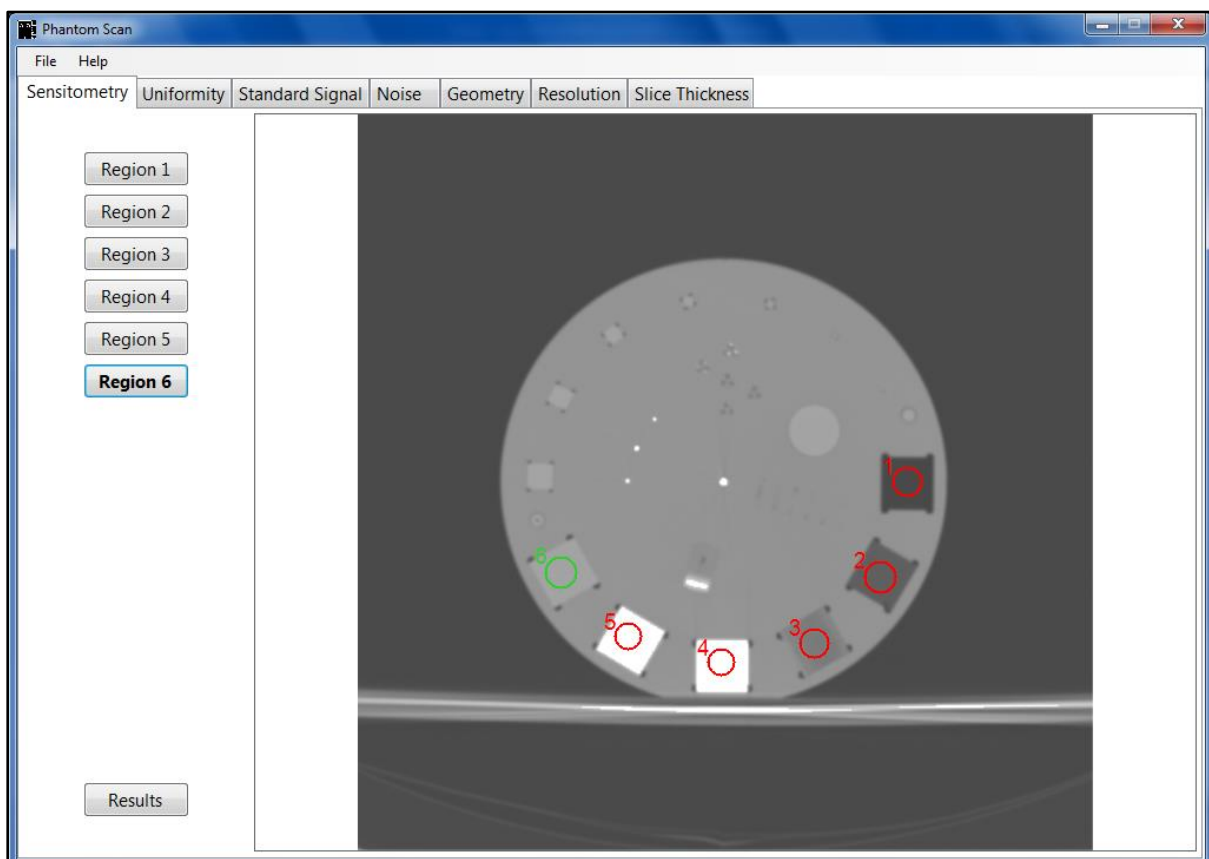 Phantom Scan
File Help
Sensitometry Uniformity Standard Signal Noise Geometry Resolution Slice Thickness
Region 1
Region 2
Region 3
Region 4
Region 5
Region 6
Results
1
2
3
4
5
6